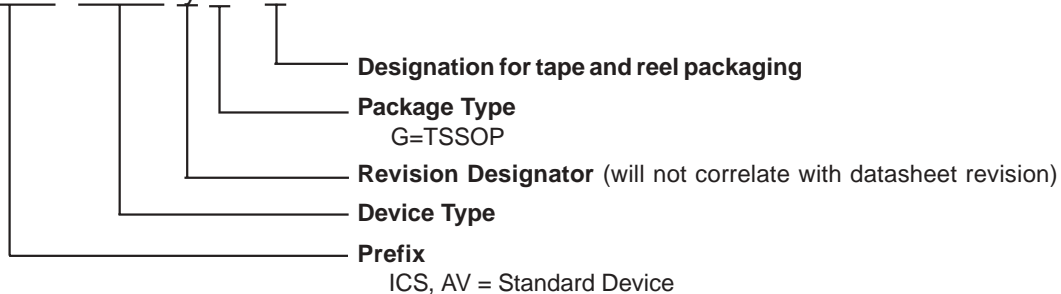 Designation for tape and reel packaging
Package Type
G=TSSOP
Revision Designator (will not correlate with datasheet revision)
Device Type
Prefix
ICS, AV = Standard Device